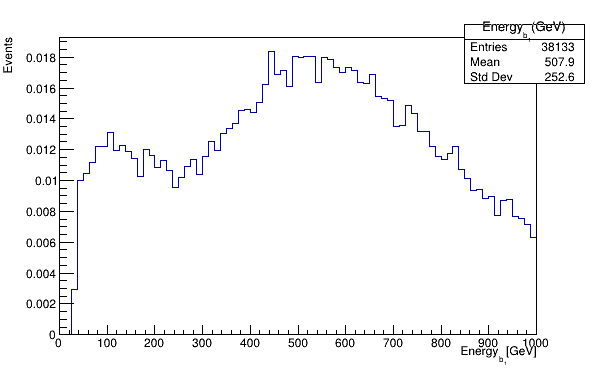 Energy_b_1(GeV)
Entries 38133
Mean 507.9
Std Dev 252.6
Events
0.018
0.016
0.014
0.012
0.01
0.008
0.006
0.004
0.002
0
0 100 200 300 400 500 600 700 800 900 1000
Energy_b_1[GeV]